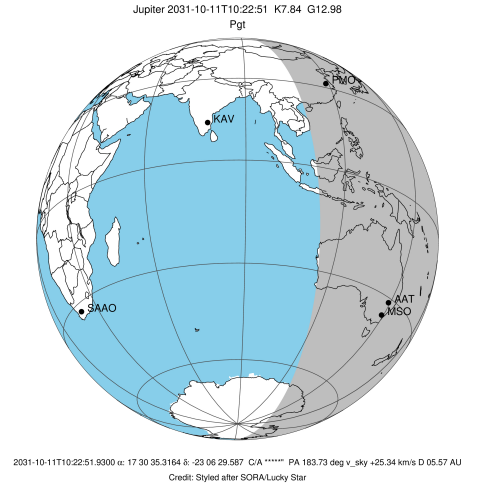 Jupiter 2031-10-11T10:22:51 K7.84 G12.98
Pgt
PMO
KAV
SAAO
AAT
MSO
2031-10-11T10:22:51.9300 α: 17 30 35.3164 δ: -23 06 29.587 C/A *****" PA 183.73 deg v_sky +25.34 km/s D 05.57 AU
Credit: Styled after SORA/Lucky Star